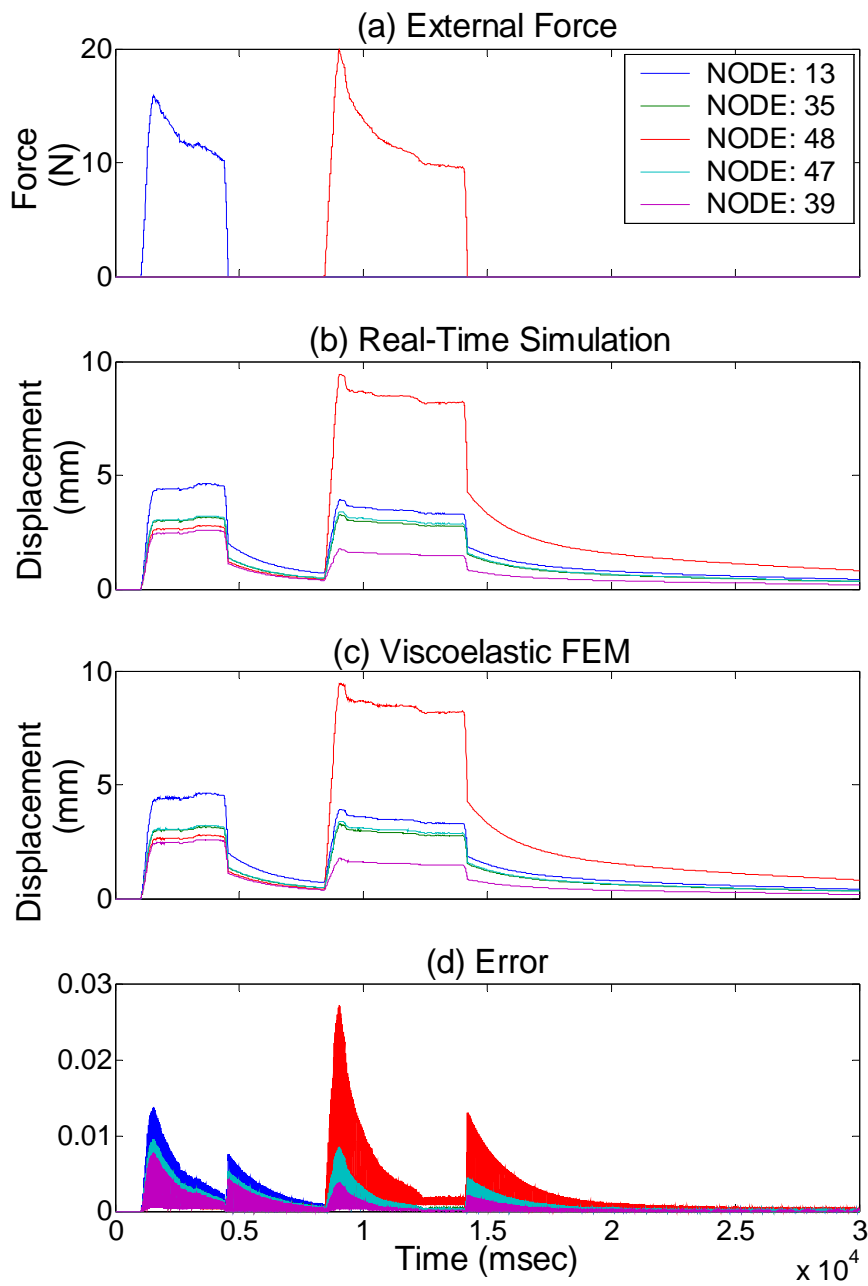 (a) External Force
20
10
0
Force
(N)
NODE: 13
NODE: 35
NODE: 48
NODE: 47
NODE: 39
(b) Real-Time Simulation
10
5
0
Displacement
(mm)
(c) Viscoelastic FEM
10
5
0
Displacement
(mm)
(d) Error
0.03
0.02
0.01
0
0 0.5 1 1.5 2 2.5 3
Time (msec)
x 10^4